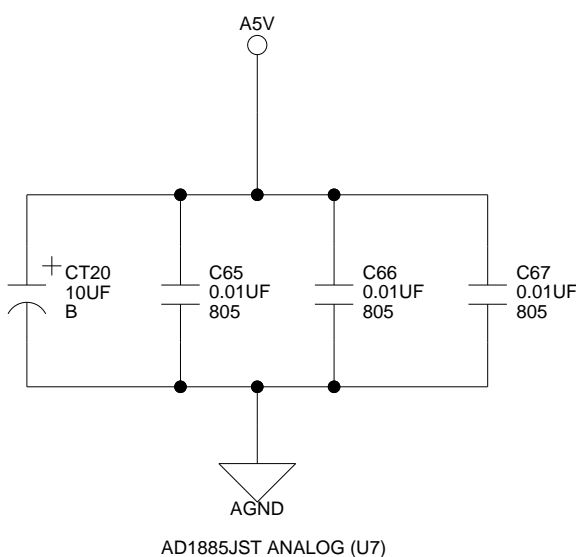 A5V
+
CT20
10UF
B
C65
0.01UF
805
C66
0.01UF
805
C67
0.01UF
805
AGND
AD1885JST ANALOG (U7)